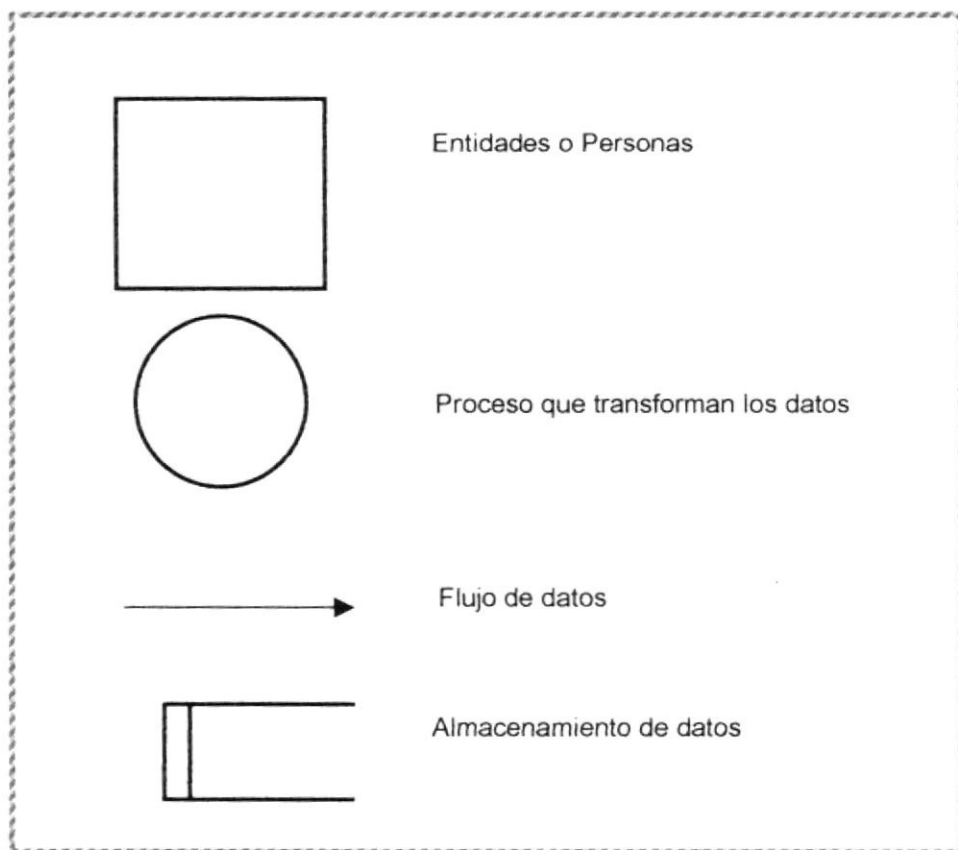 Entidades o Personas
Proceso que transforman los datos
Flujo de datos
Almacenamiento de datos